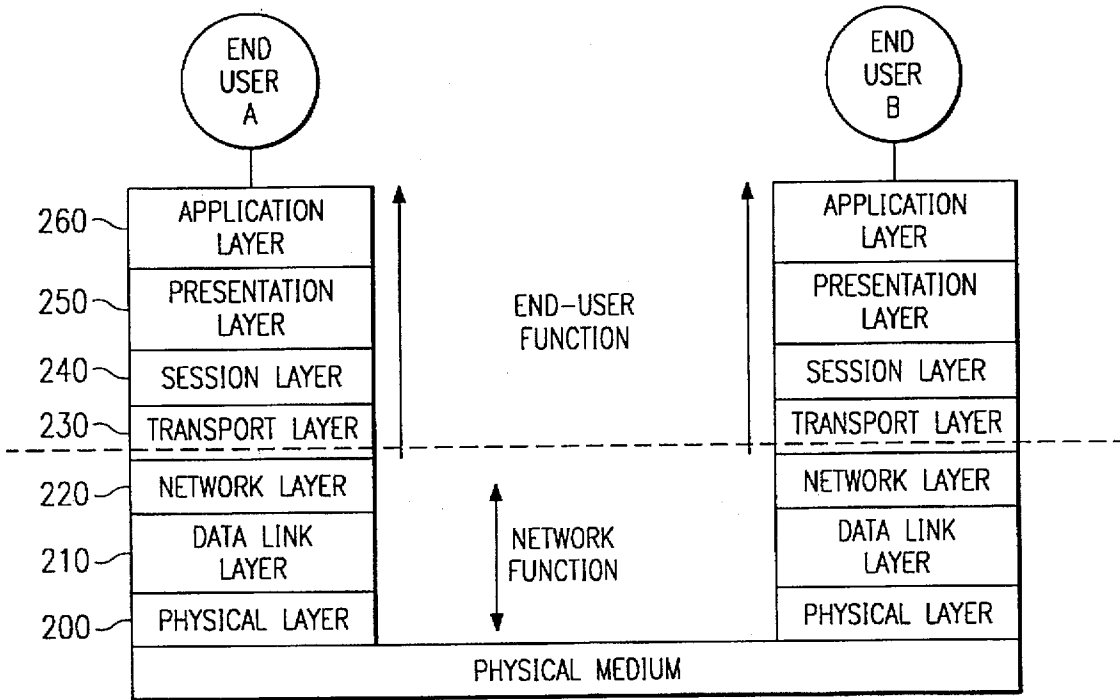 END
USER
A
END
USER
B
260
APPLICATION
LAYER
250
PRESENTATION
LAYER
240
SESSION LAYER
230
TRANSPORT LAYER
220
NETWORK LAYER
210
DATA LINK
LAYER
200
PHYSICAL LAYER
END-USER
FUNCTION
NETWORK
FUNCTION
APPLICATION
LAYER
PRESENTATION
LAYER
SESSION LAYER
TRANSPORT LAYER
NETWORK LAYER
DATA LINK
LAYER
PHYSICAL LAYER
PHYSICAL MEDIUM